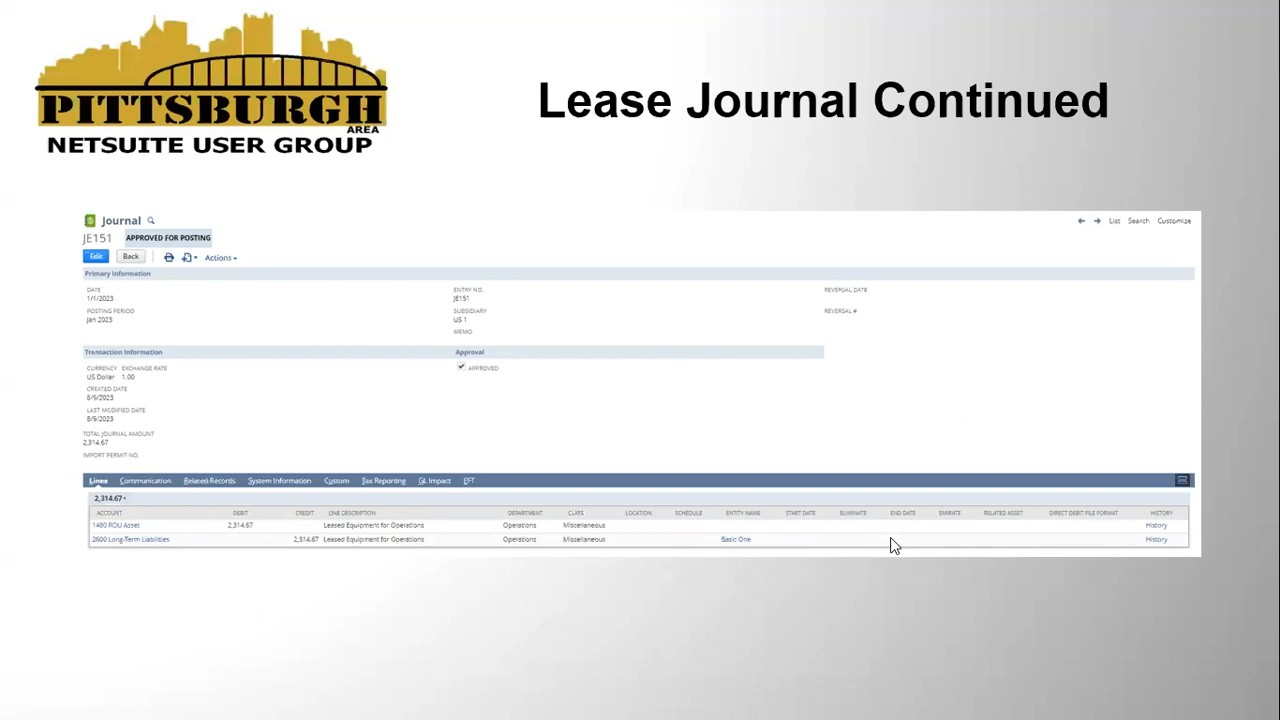 PITTSBURGH
AREA
NETSUITE USER GROUP
Lease Journal Continued
Journal
List Search Customize
JE151 APPROVED FOR POSTING
Edit Back Actions
Primary Information
DATE ENTRY NO. REVERSAL DATE
1/1/2023 JE151
POSTING PERIOD SUBSIDIARY REVERSAL #
Jan 2023 US 1
MEMO
Transaction Information Approval
CURRENCY EXCHANGE RATE APPROVED
US Dollar 1.00
CREATED DATE
8/9/2023
LAST MODIFIED DATE
8/9/2023
TOTAL JOURNAL AMOUNT
2,314.67
IMPORT PERMIT NO.
Lines Communication Related Records System Information Custom Tax Reporting GL Impact EFT
2,314.67 •
ACCOUNT DEBIT CREDIT LINE DESCRIPTION DEPARTMENT CLASS LOCATION SCHEDULE ENTITY NAME START DATE ELIMINATE END DATE EMIRATE RELATED ASSET DIRECT DEBIT FILE FORMAT HISTORY
1480 ROU Asset 2,314.67 Leased Equipment for Operations Operations Miscellaneous History
2600 Long-Term Liabilities 2,314.67 Leased Equipment for Operations Operations Miscellaneous Basic One History